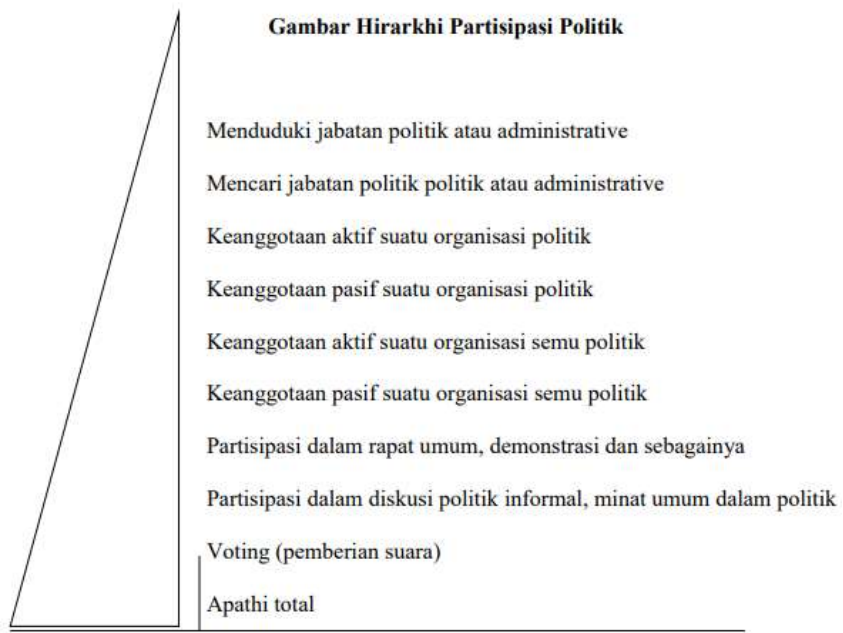 Gambar Hirarkhi Partisipasi Politik
Menduduki jabatan politik atau administrative
Mencari jabatan politik politik atau administrative
Keanggotaan aktif suatu organisasi politik
Keanggotaan pasif suatu organisasi politik
Keanggotaan aktif suatu organisasi semu politik
Keanggotaan pasif suatu organisasi semu politik
Partisipasi dalam rapat umum, demonstrasi dan sebagainya
Partisipasi dalam diskusi politik informal, minat umum dalam politik
Voting (pemberian suara)
Apathi total